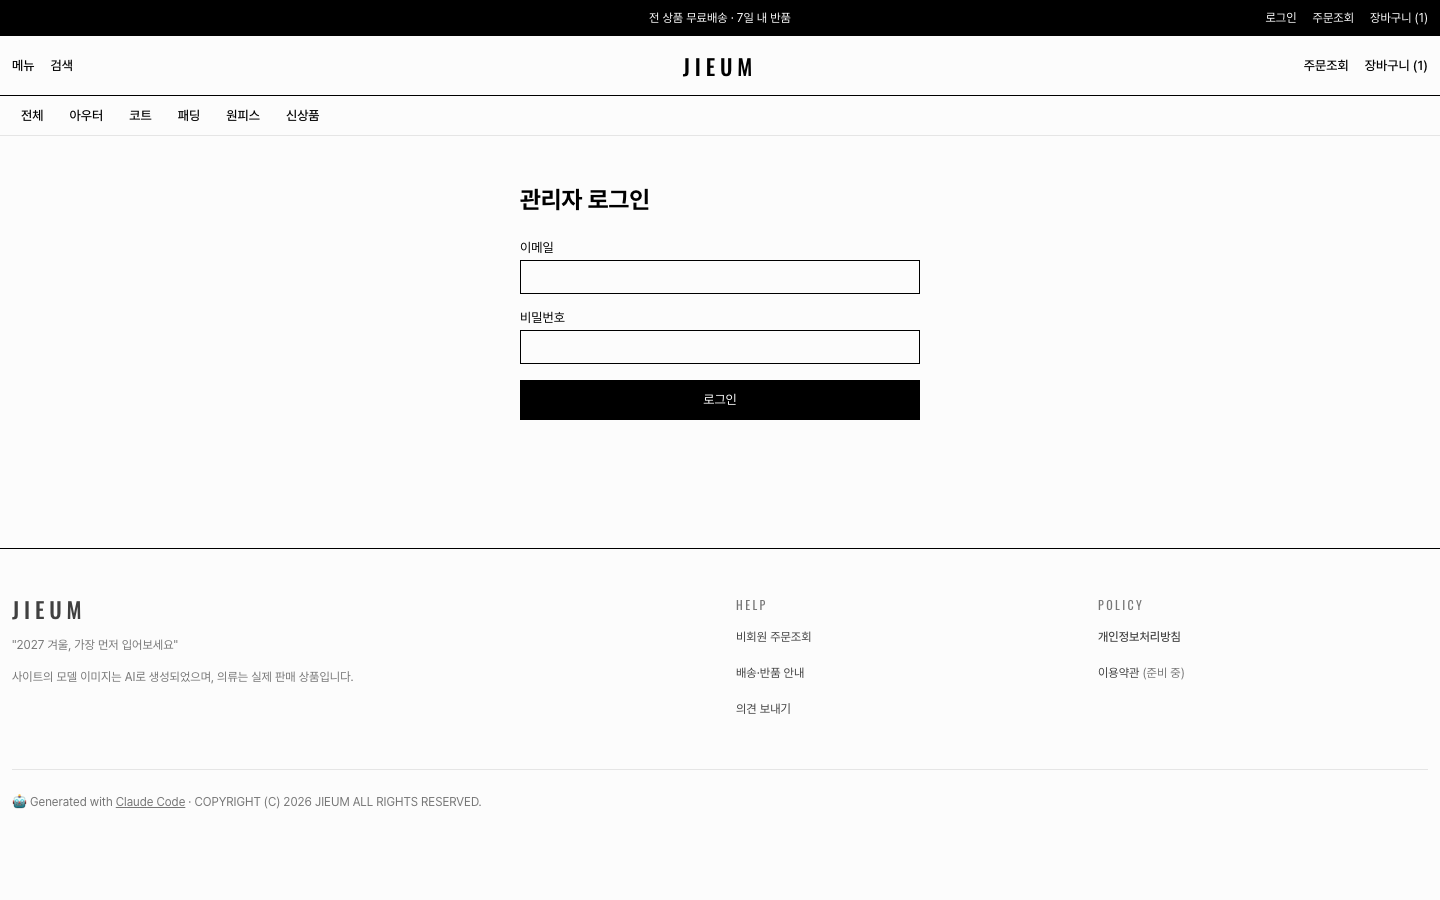 전 상품 무료배송 · 7일 내 반품
로그인 주문조회 장바구니 (1)
메뉴 검색
JIEUM
주문조회 장바구니 (1)
전체 아우터 코트 패딩 원피스 신상품
관리자 로그인
이메일
비밀번호
로그인
JIEUM
"2027 겨울, 가장 먼저 입어보세요"
사이트의 모델 이미지는 AI로 생성되었으며, 의류는 실제 판매 상품입니다.
HELP
비회원 주문조회
배송·반품 안내
의견 보내기
POLICY
개인정보처리방침
이용약관 (준비 중)
🤖 Generated with Claude Code · COPYRIGHT (C) 2026 JIEUM ALL RIGHTS RESERVED.